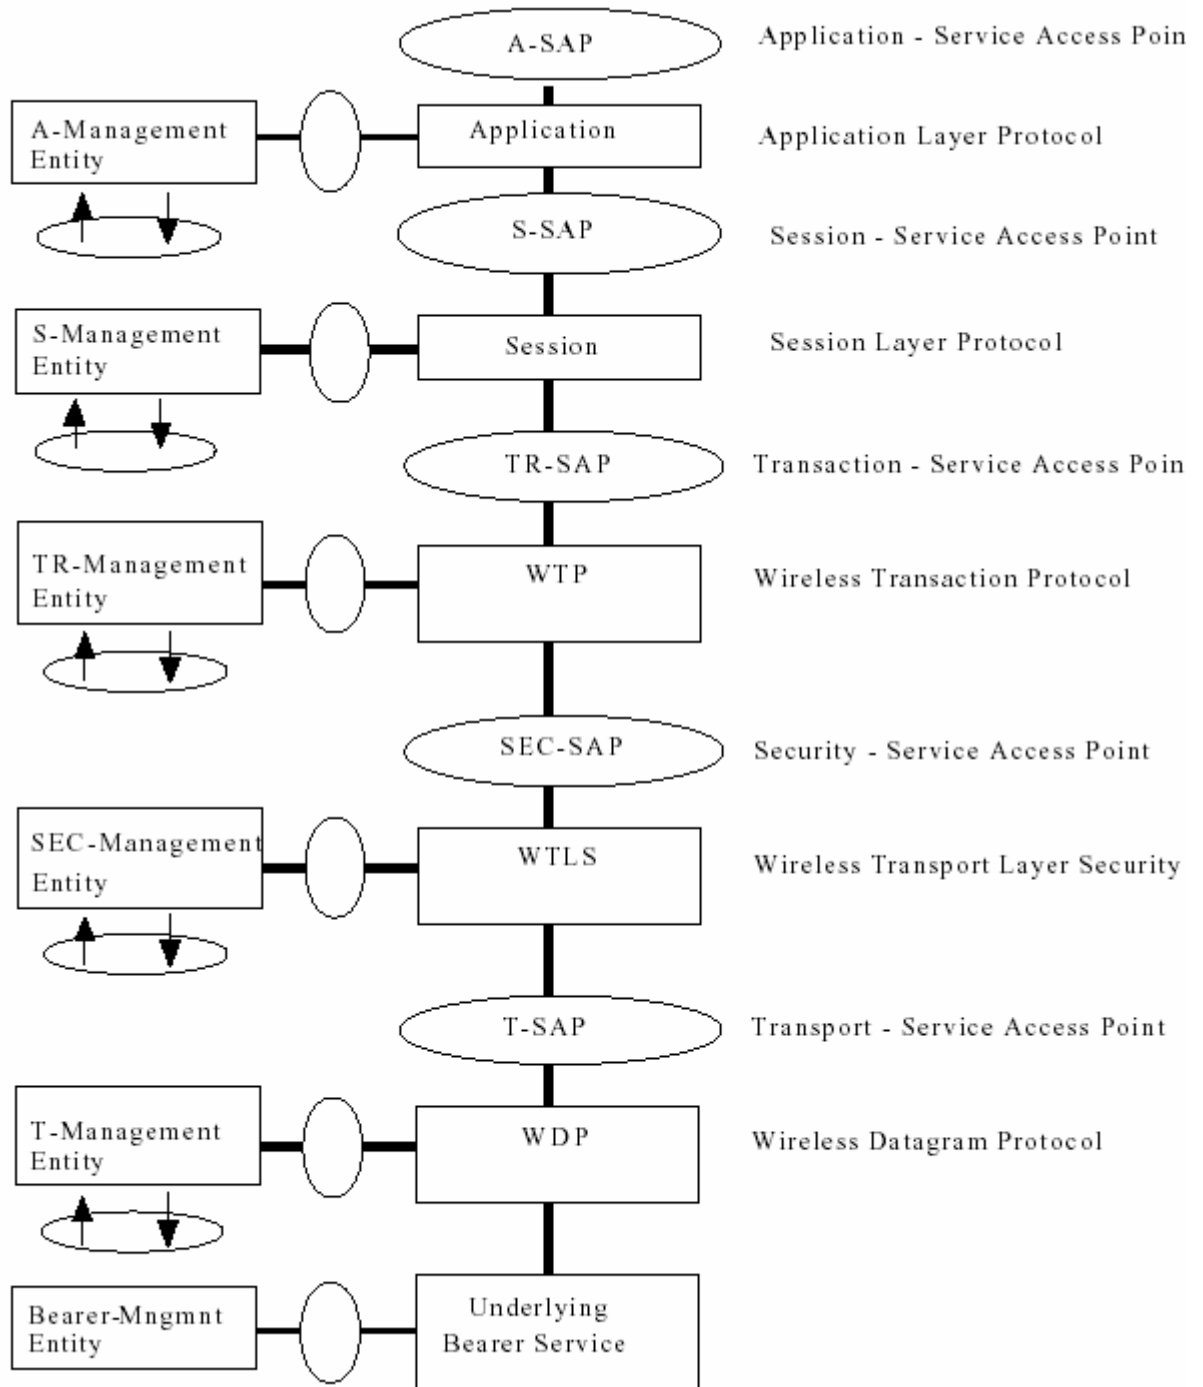 A-SAP
Application - Service Access Poin
A-Management
Entity
Application
Application Layer Protocol
S-SAP
Session - Service Access Point
S-Management
Entity
Session
Session Layer Protocol
TR-SAP
Transaction - Service Access Poin
TR-Management
Entity
WTP
Wireless Transaction Protocol
SEC-SAP
Security - Service Access Point
SEC-Management
Entity
WTLS
Wireless Transport Layer Security
T-SAP
Transport - Service Access Point
T-Management
Entity
WDP
Wireless Datagram Protocol
Bearer-Mngmnt
Entity
Underlying
Bearer Service